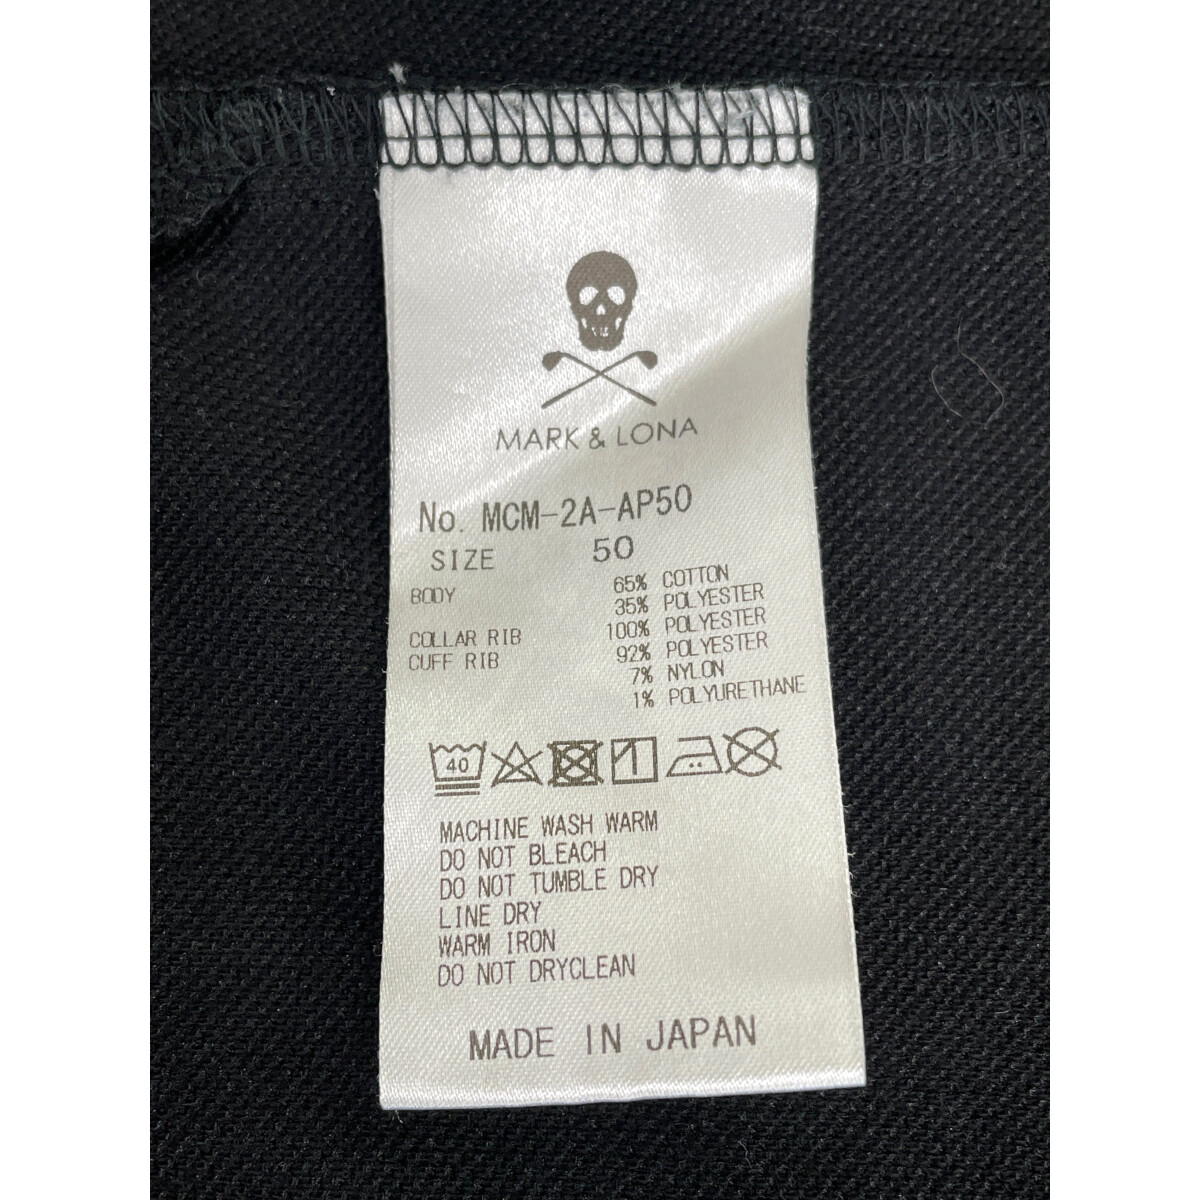 MARK & LONA
No. MCM-2A-AP50
SIZE 50
BODY 65% COTTON
35% POLYESTER
COLLAR RIB 100% POLYESTER
CUFF RIB 92% POLYESTER
7% NYLON
1% POLYURETHANE
40
MACHINE WASH WARM
DO NOT BLEACH
DO NOT TUMBLE DRY
LINE DRY
WARM IRON
DO NOT DRYCLEAN
MADE IN JAPAN